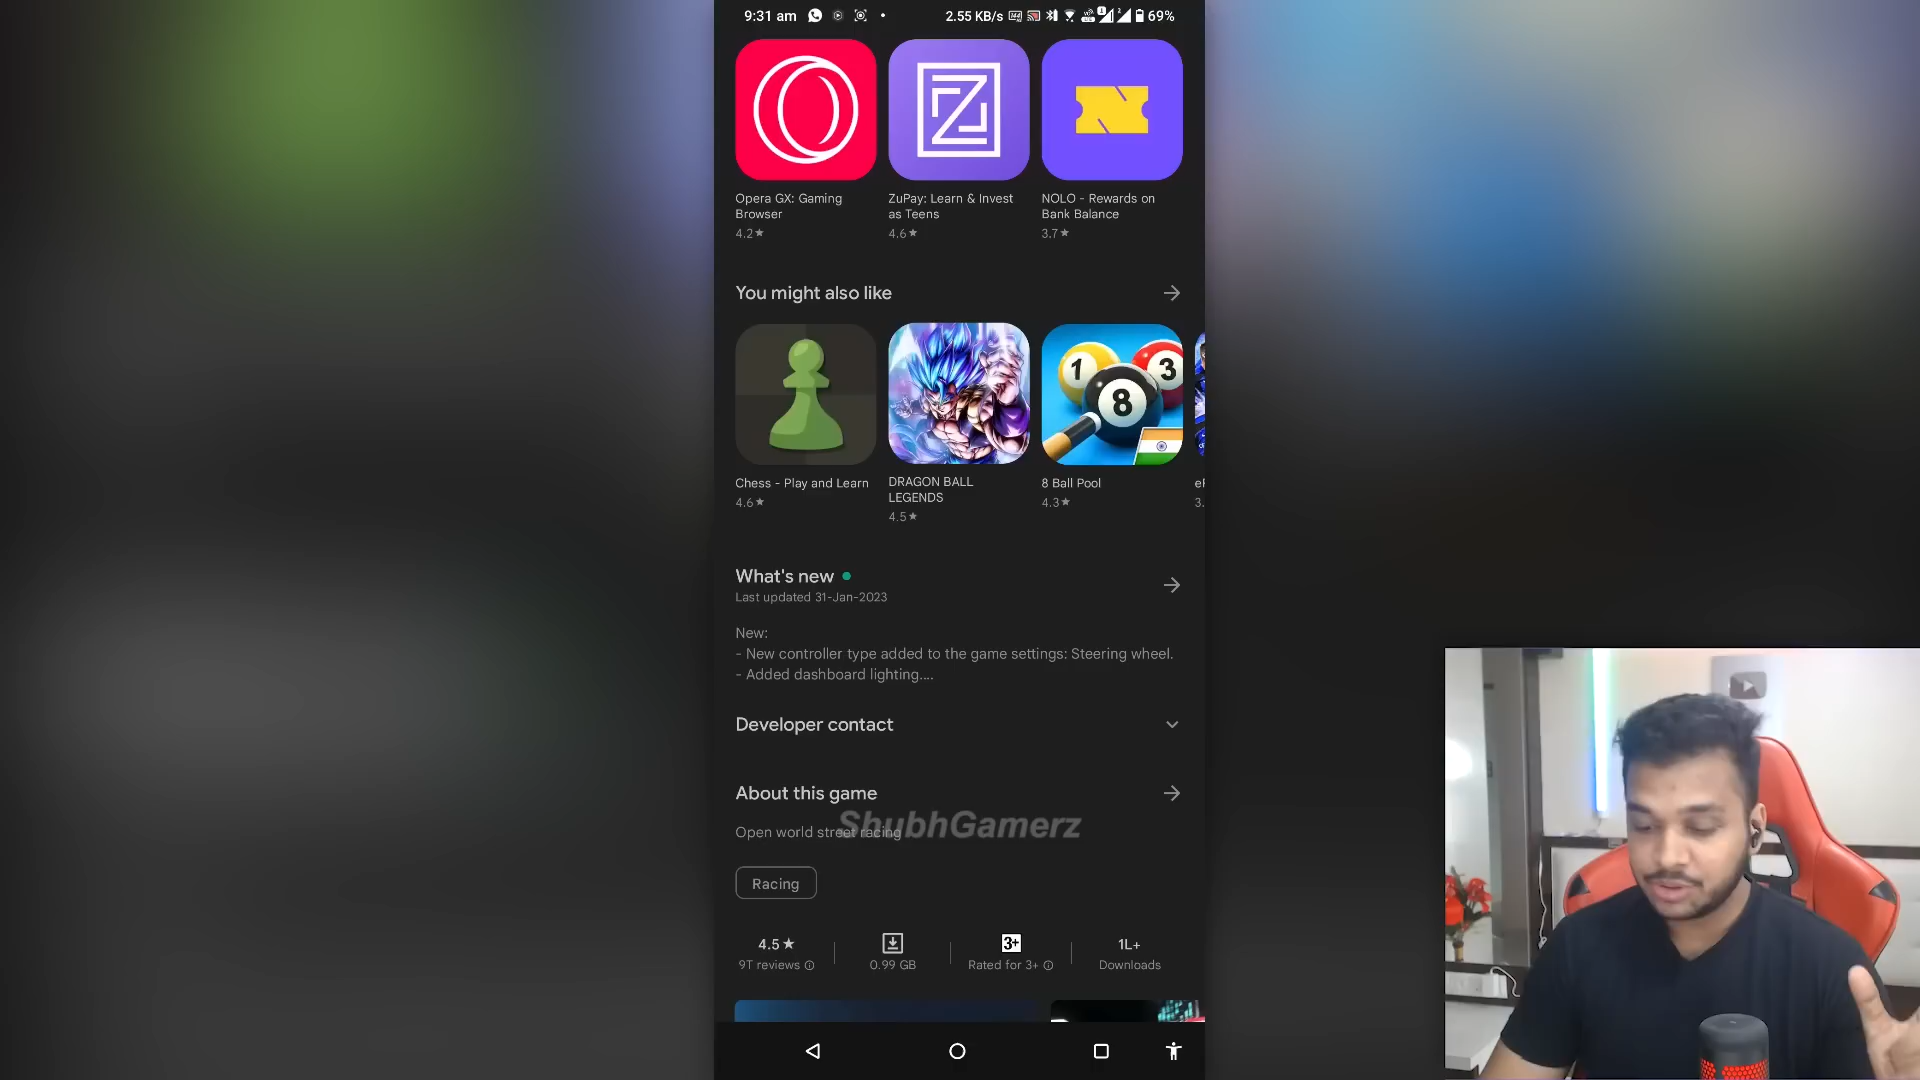 9:31 am
2.55 KB/s
69%
Opera GX: Gaming
Browser
4.2★
ZuPay: Learn & Invest
as Teens
4.6★
NOLO - Rewards on
Bank Balance
3.7★
You might also like
1
3
8
Chess - Play and Learn
4.6★
DRAGON BALL
LEGENDS
4.5★
8 Ball Pool
4.3★
What's new
Last updated 31-Jan-2023
New:
- New controller type added to the game settings: Steering wheel.
- Added dashboard lighting....
Developer contact
About this game
ShubhGamerz
Open world street racing
Racing
4.5★
9T reviews
0.99 GB
3+
Rated for 3+
1L+
Downloads